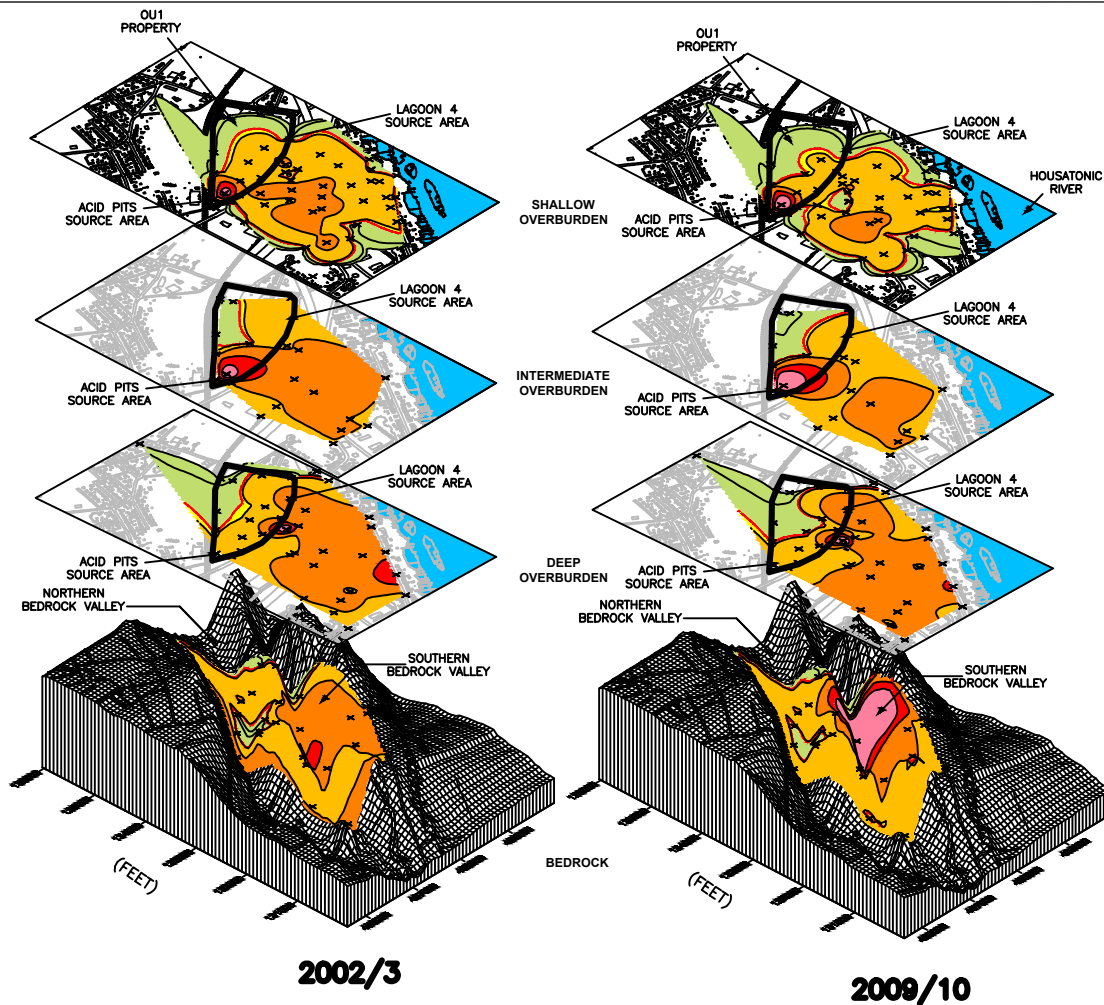 OU1
PROPERTY
LAGOON 4
SOURCE AREA
ACID PITS
SOURCE AREA
LAGOON 4
SOURCE AREA
ACID PITS
SOURCE AREA
LAGOON 4
SOURCE AREA
ACID PITS
SOURCE AREA
NORTHERN
BEDROCK VALLEY
SOUTHERN
BEDROCK VALLEY
(FEET)
2002/3
SHALLOW
OVERBURDEN
INTERMEDIATE
OVERBURDEN
DEEP
OVERBURDEN
BEDROCK
OU1
PROPERTY
LAGOON 4
SOURCE AREA
HOUSATONIC
RIVER
ACID PITS
SOURCE AREA
LAGOON 4
SOURCE AREA
ACID PITS
SOURCE AREA
LAGOON 4
SOURCE AREA
ACID PITS
SOURCE AREA
NORTHERN
BEDROCK VALLEY
SOUTHERN
BEDROCK VALLEY
(FEET)
2009/10